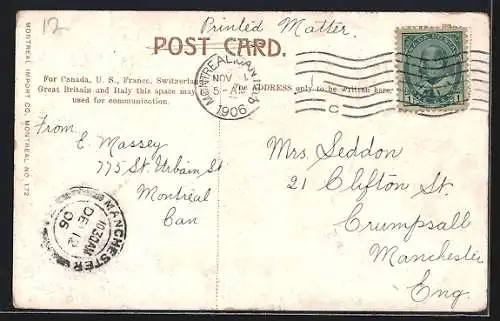 12
Printed Matter.
POST CARD.
For Canada, U. S., France, Switzerland,
Great Britain and Italy this space may
used for communication.
The ADDRESS only to be written here.
MONTREAL
NOV
1906
C
1 1
From E. Massey
775 St. Urbain St
Montreal
Can
Mrs. Seddon
21 Clifton St.
Crumpsall
Manchester
Eng.
MANCHESTER
1030AM
DE 12
06
MONTREAL IMPORT CO. MONTREAL NO 172